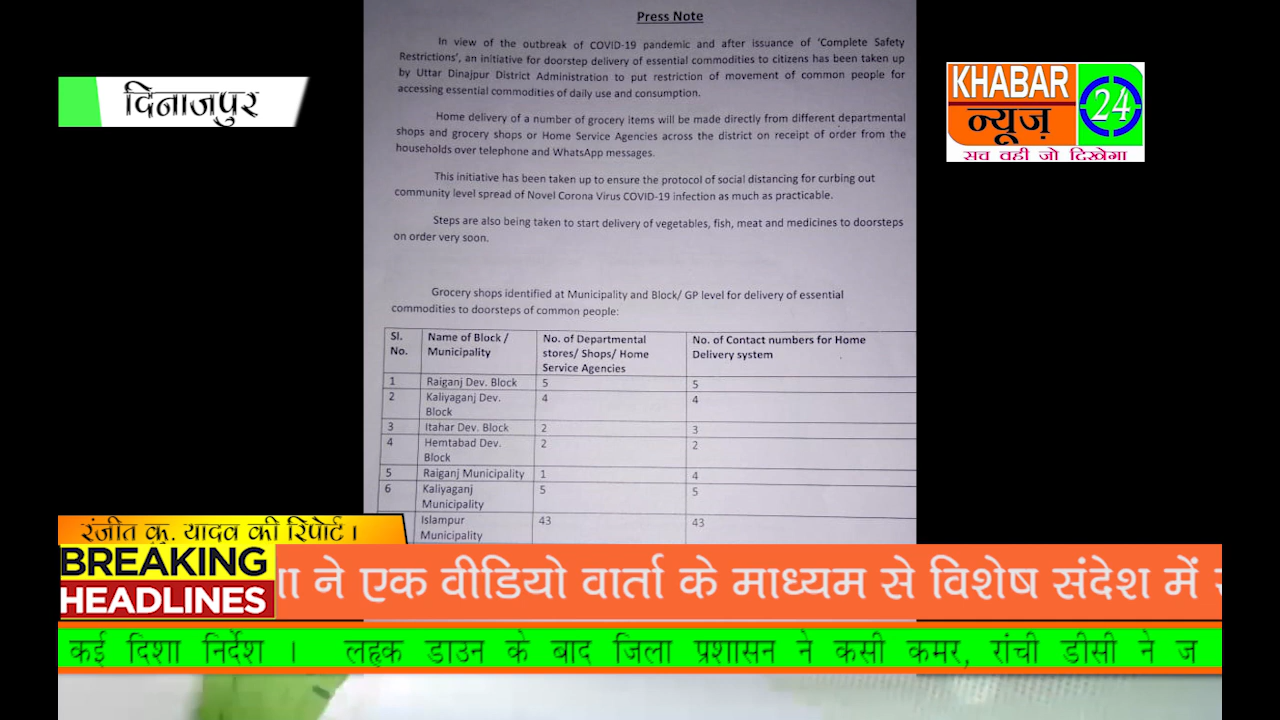 Press Note
In view of the outbreak of COVID-19 pandemic and after issuance of 'Complete Safety
Restrictions', an initiative for doorstep delivery of essential commodities to citizens has been taken up
by Uttar Dinajpur District Administration to put restriction of movement of common people for
accessing essential commodities of daily use and consumption.
Home delivery of a number of grocery items will be made directly from different departmental
shops and grocery shops or Home Service Agencies across the district on receipt of order from the
households over telephone and WhatsApp messages.
This initiative has been taken up to ensure the protocol of social distancing for curbing out
community level spread of Novel Corona Virus COVID-19 infection as much as practicable.
Steps are also being taken to start delivery of vegetables, fish, meat and medicines to doorsteps
on order very soon.
Grocery shops identified at Municipality and Block/ GP level for delivery of essential
commodities to doorsteps of common people:
Sl. No. Name of Block / Municipality No. of Departmental stores/ Shops/ Home Service Agencies No. of Contact numbers for Home Delivery system
1 Raiganj Dev. Block 5 5
2 Kaliyaganj Dev. Block 4 4
3 Itahar Dev. Block 2 3
4 Hemtabad Dev. Block 2 2
5 Raiganj Municipality 1 4
6 Kaliyaganj Municipality 5 5
Islampur Municipality 43 43
दिनाजपुर
KHABAR
न्यूज़ 24
सच वही जो दिखेगा
रंजीत कु. यादव की रिपोर्ट।
BREAKING
HEADLINES
ने एक वीडियो वार्ता के माध्यम से विशेष संदेश में
कई दिशा निर्देश । लहृक डाउन के बाद जिला प्रशासन ने कसी कमर, रांची डीसी ने ज